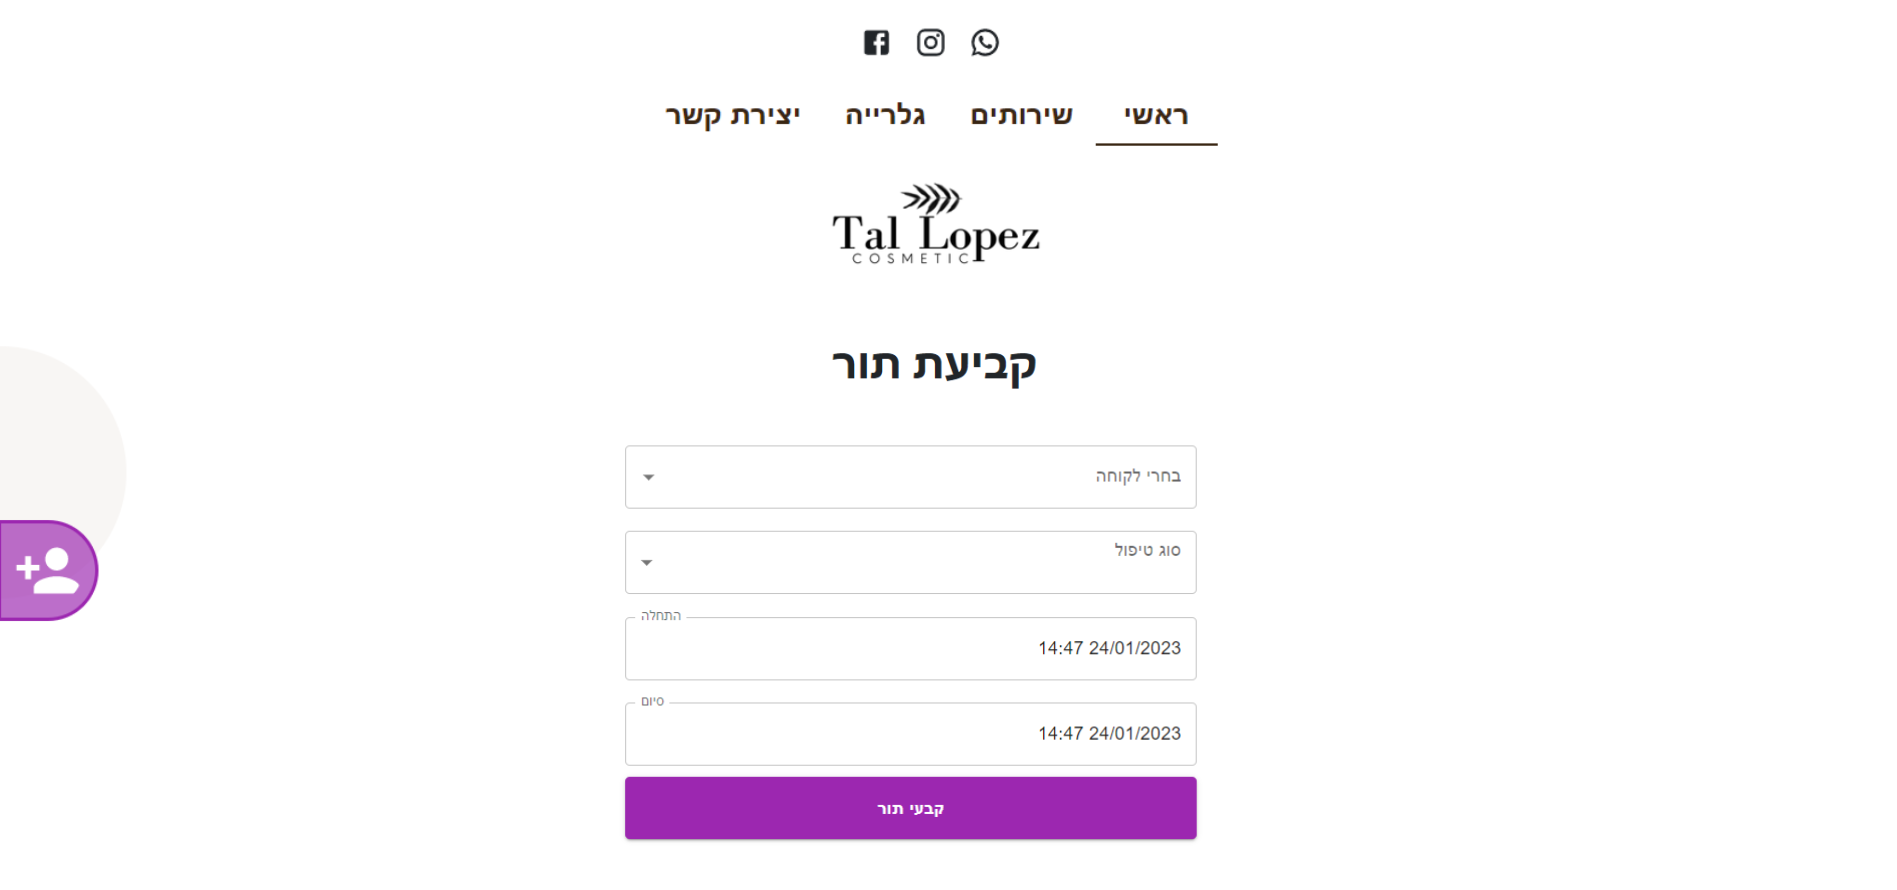 ראשי שירותים גלרייה יצירת קשר
Tal Lopez
COSMETIC
קביעת תור
בחרי לקוחה
סוג טיפול
התחלה
14:47 24/01/2023
סיום
14:47 24/01/2023
קבעי תור